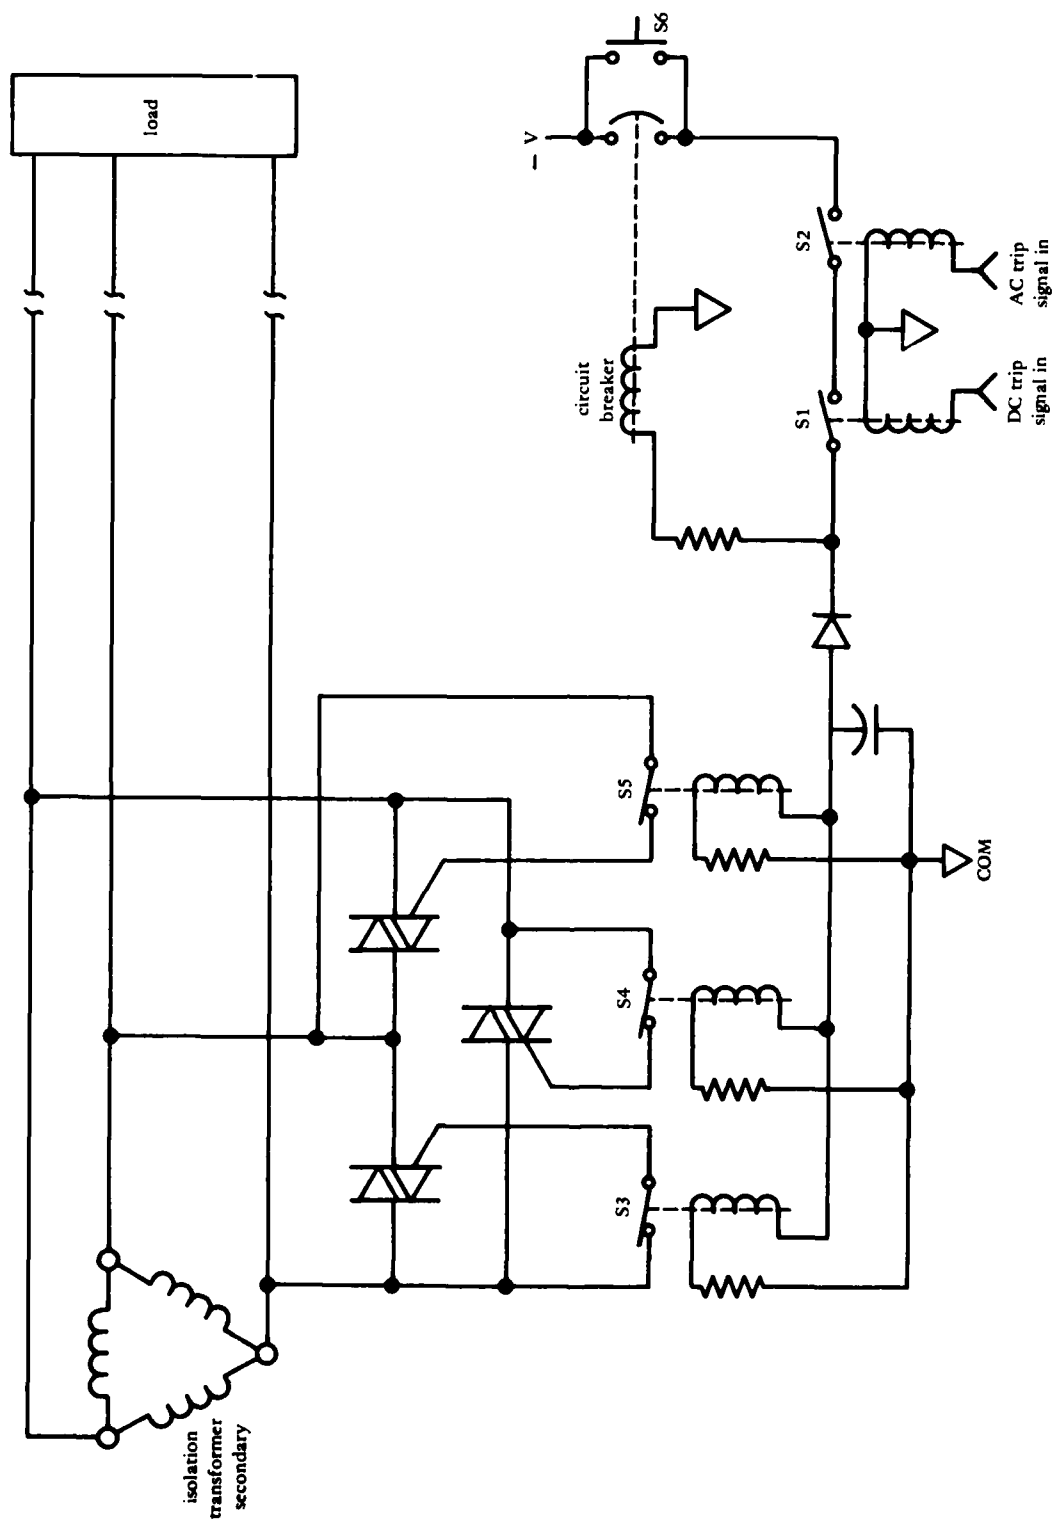 isolation
transformer
secondary
load
S3
S4
S5
circuit
breaker
– V
S6
S1
S2
COM
DC trip
signal in
AC trip
signal in